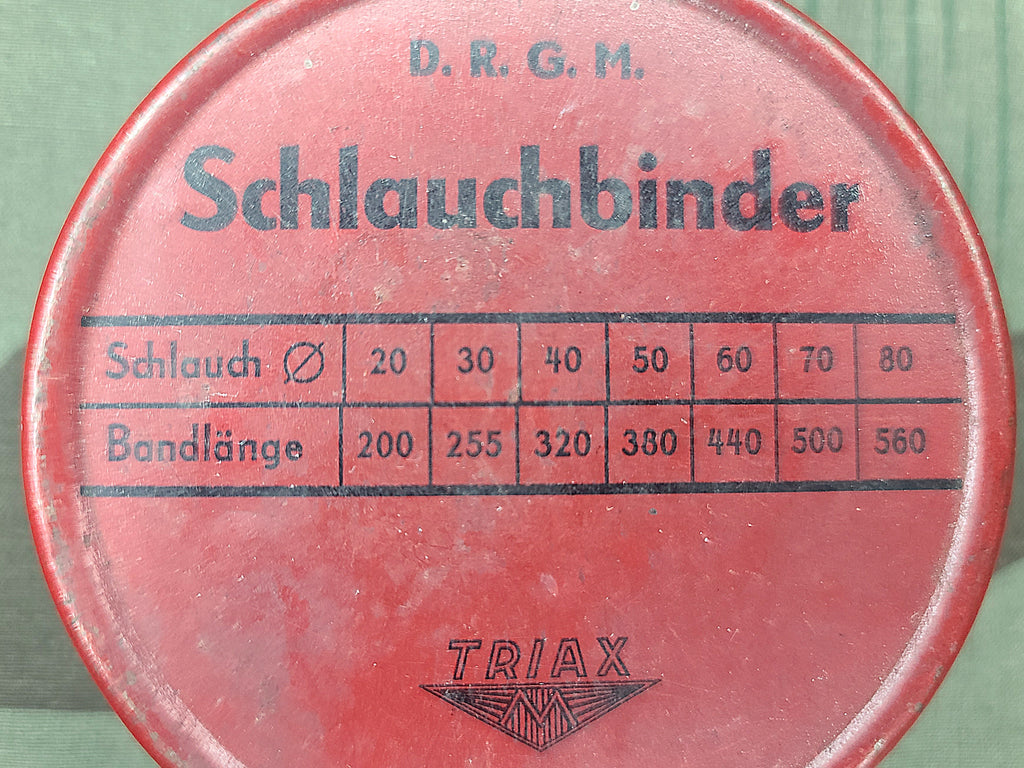 D. R. G. M.
Schlauchbinder
Schlauch ∅ 20 30 40 50 60 70 80
Bandlänge 200 255 320 380 440 500 560
TRIAX
M